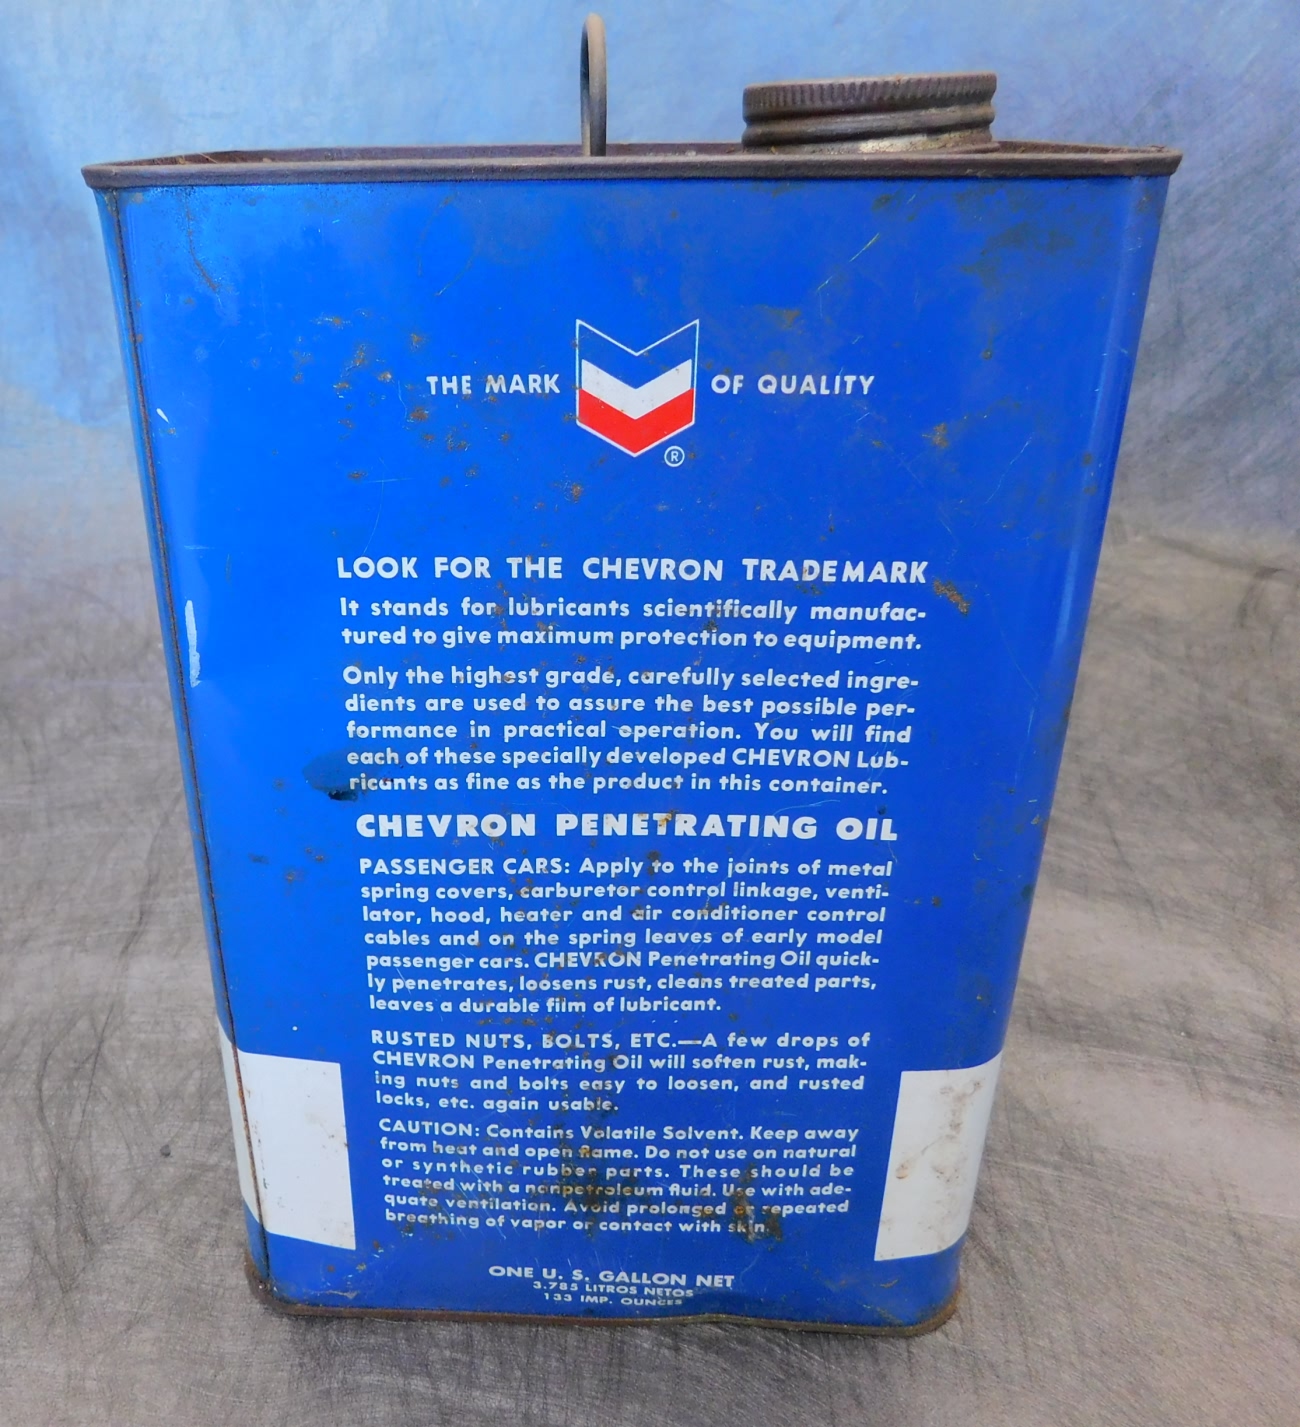 THE MARK OF QUALITY
®
LOOK FOR THE CHEVRON TRADEMARK
It stands for lubricants scientifically manufac-
tured to give maximum protection to equipment.
Only the highest grade, carefully selected ingre-
dients are used to assure the best possible per-
formance in practical operation. You will find
each of these specially developed CHEVRON Lub-
ricants as fine as the product in this container.
CHEVRON PENETRATING OIL
PASSENGER CARS: Apply to the joints of metal
spring covers, carburetor control linkage, venti-
lator, hood, heater and air conditioner control
cables and on the spring leaves of early model
passenger cars. CHEVRON Penetrating Oil quick-
ly penetrates, loosens rust, cleans treated parts,
leaves a durable film of lubricant.
RUSTED NUTS, BOLTS, ETC.—A few drops of
CHEVRON Penetrating Oil will soften rust, mak-
ing nuts and bolts easy to loosen, and rusted
locks, etc. again usable.
CAUTION: Contains Volatile Solvent. Keep away
from heat and open flame. Do not use on natural
or synthetic rubber parts. These should be
treated with a nonpetroleum fluid. Use with ade-
quate ventilation. Avoid prolonged or repeated
breathing of vapor or contact with skin.
ONE U. S. GALLON NET
3.785 LITROS NETOS
133 IMP. OUNCES